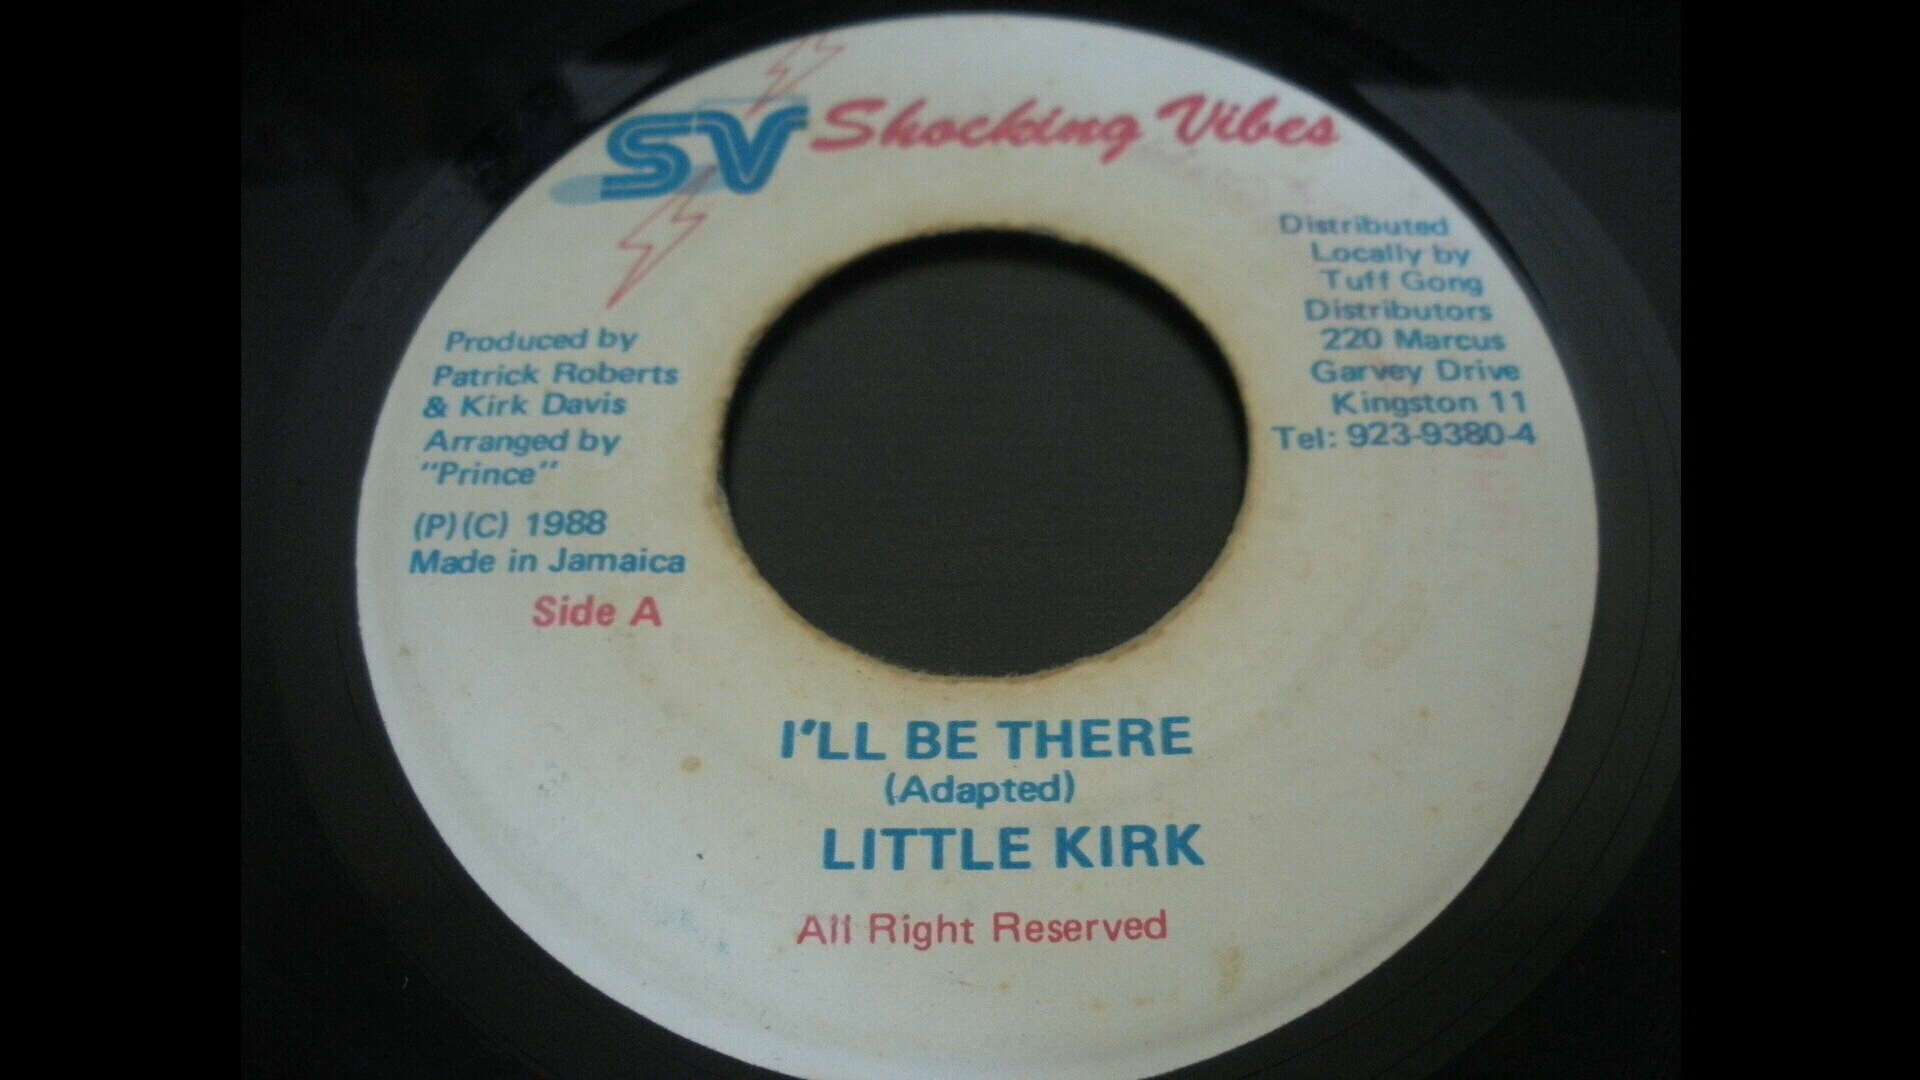 SV Shocking Vibes
Distributed
Locally by
Tuff Gong
Distributors
220 Marcus
Garvey Drive
Kingston 11
Tel: 923-9380-4
Produced by
Patrick Roberts
& Kirk Davis
Arranged by
"Prince"
(P)(C) 1988
Made in Jamaica
Side A
I'LL BE THERE
(Adapted)
LITTLE KIRK
All Right Reserved